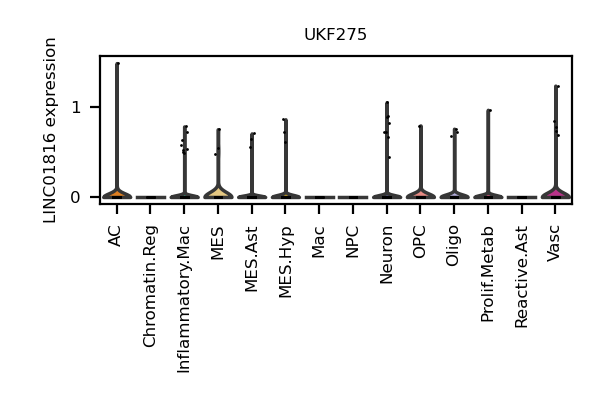 UKF275
LINC01816 expression
1
0
AC
Chromatin.Reg
Inflammatory.Mac
MES
MES.Ast
MES.Hyp
Mac
NPC
Neuron
OPC
Oligo
Prolif.Metab
Reactive.Ast
Vasc